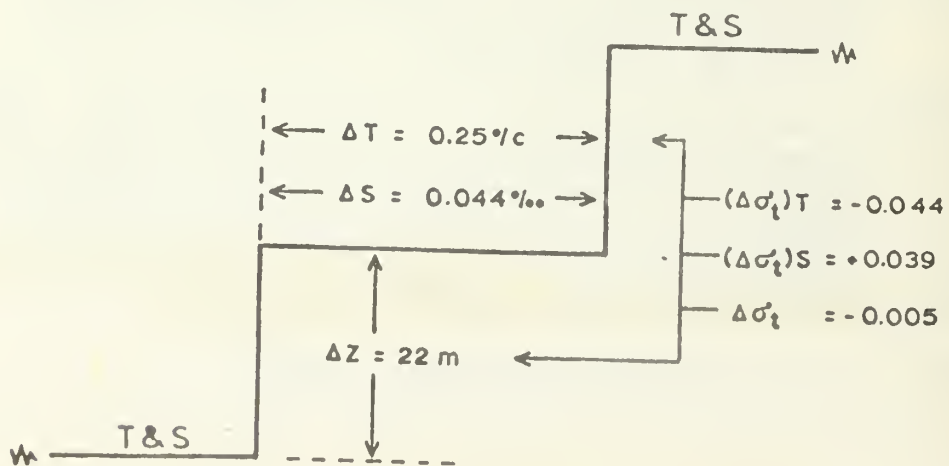 T & S
ΔT = 0.25°/c
ΔS = 0.044‰
(Δσt)T = -0.044
(Δσt)S = +0.039
Δσt = -0.005
ΔZ = 22 m
T & S